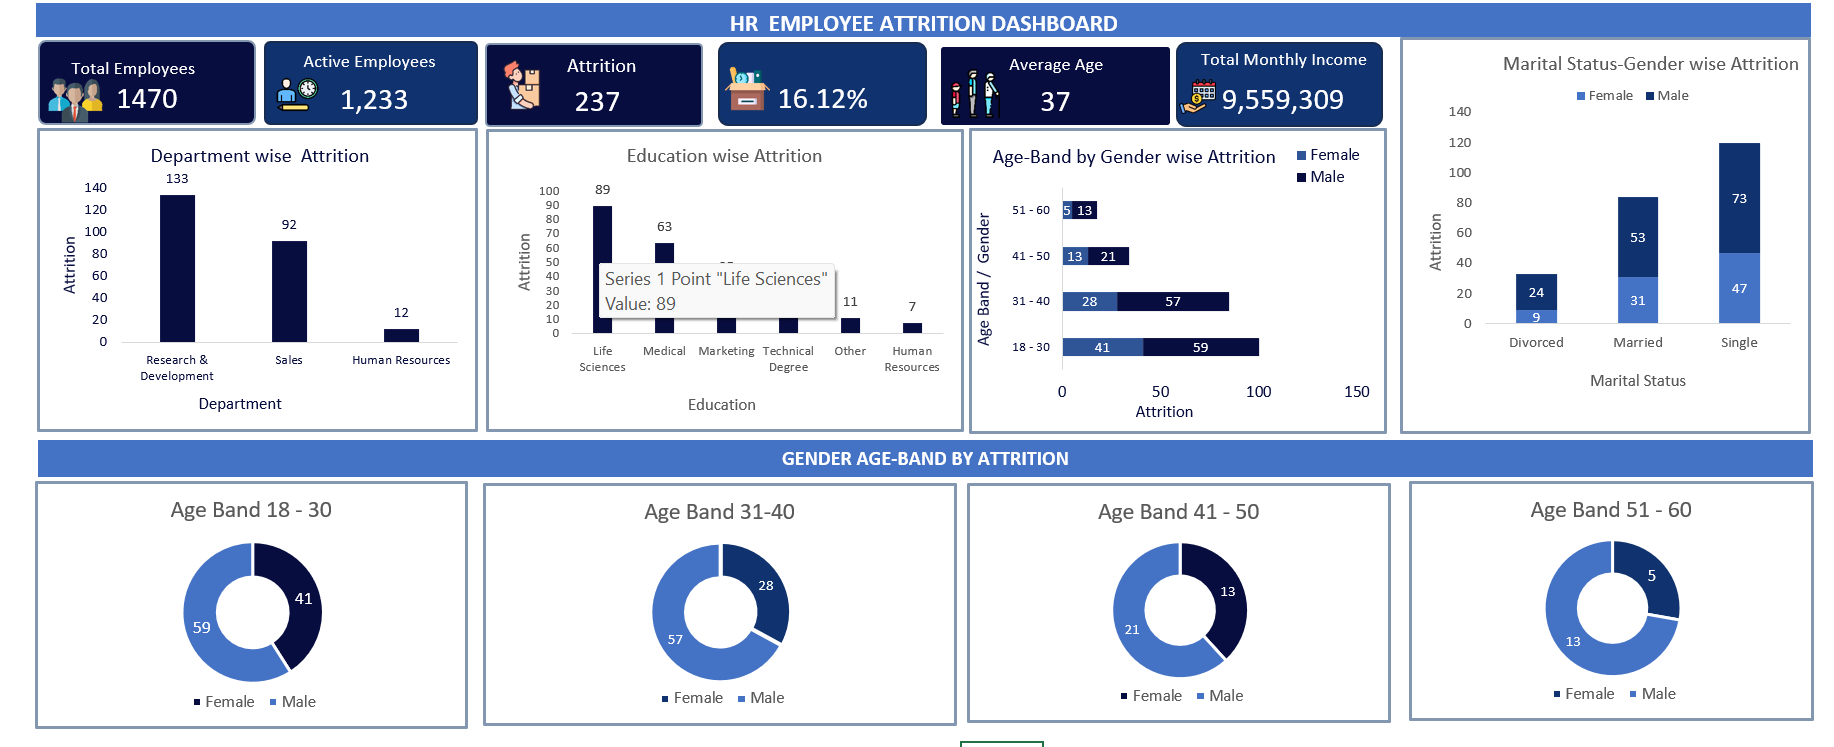 HR  EMPLOYEE ATTRITION DASHBOARD
Total Employees
1470
Active Employees
1,233
Attrition
237
16.12%
Average Age
37
Total Monthly Income
9,559,309
Department wise  Attrition
Attrition
140
120
100
80
60
40
20
0
133
92
12
Research & Development
Sales
Human Resources
Department
Education wise Attrition
Attrition
100
90
80
70
60
50
40
30
20
10
0
89
63
11
7
Series 1 Point "Life Sciences"
Value: 89
Life Sciences
Medical
Marketing
Technical Degree
Other
Human Resources
Education
Age-Band by Gender wise Attrition
Female
Male
Age Band / Gender
51 - 60
5
13
41 - 50
13
21
31 - 40
28
57
18 - 30
41
59
0
50
100
150
Attrition
Marital Status-Gender wise Attrition
Female
Male
Attrition
140
120
100
80
60
40
20
0
24
9
53
31
73
47
Divorced
Married
Single
Marital Status
GENDER AGE-BAND BY ATTRITION
Age Band 18 - 30
41
59
Female
Male
Age Band 31-40
28
57
Female
Male
Age Band 41 - 50
13
21
Female
Male
Age Band 51 - 60
5
13
Female
Male